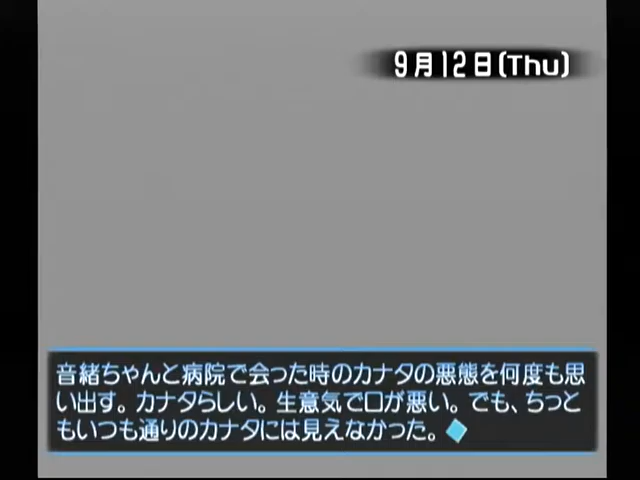 9月12日(Thu)
音緒ちゃんと病院で会った時のカナタの悪態を何度も思
い出す。カナタらしい。生意気で口が悪い。でも、ちっと
もいつも通りのカナタには見えなかった。